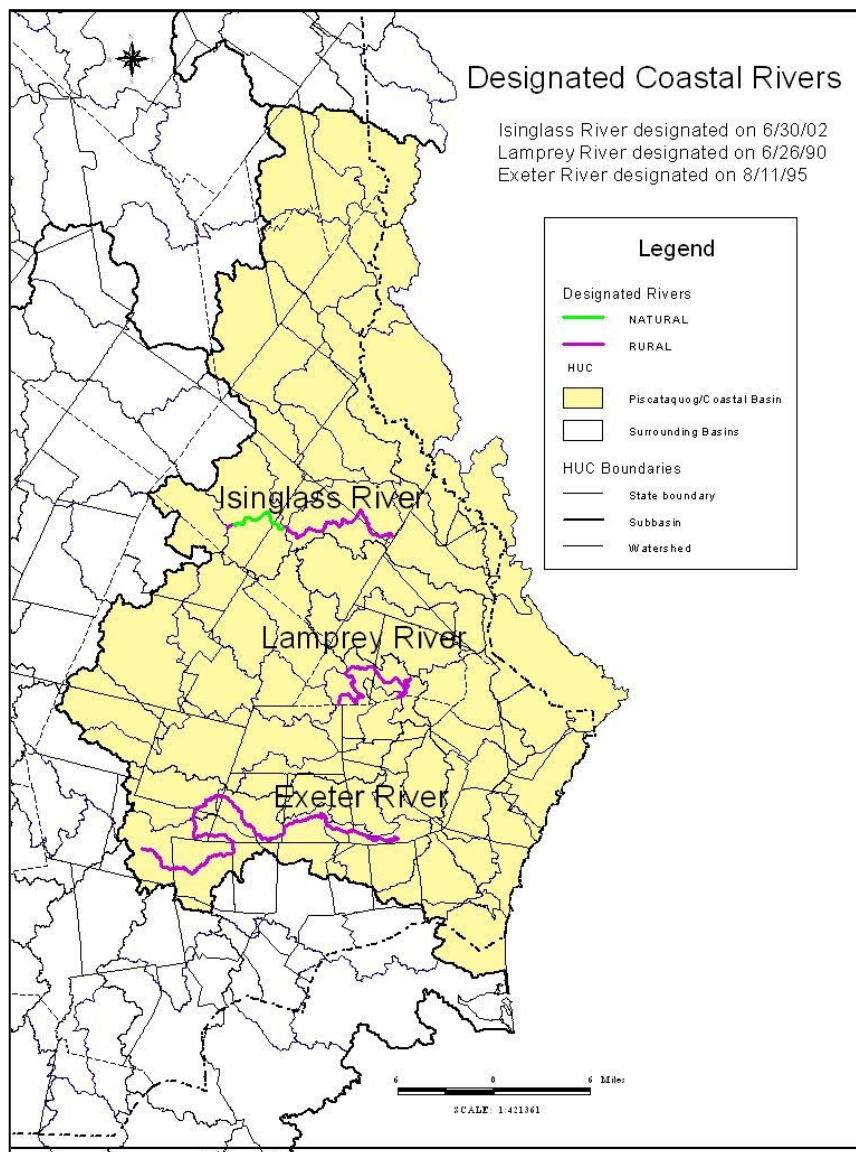 N
Designated Coastal Rivers
Isinglass River designated on 6/30/02
Lamprey River designated on 6/26/90
Exeter River designated on 8/11/95
Legend
Designated Rivers
NATURAL
RURAL
HUC
Piscataquog/Coastal Basin
Surrounding Basins
HUC Boundaries
State boundary
Subbasin
Watershed
Isinglass River
Lamprey River
Exeter River
6 0 6 Miles
SCALE: 1:421361